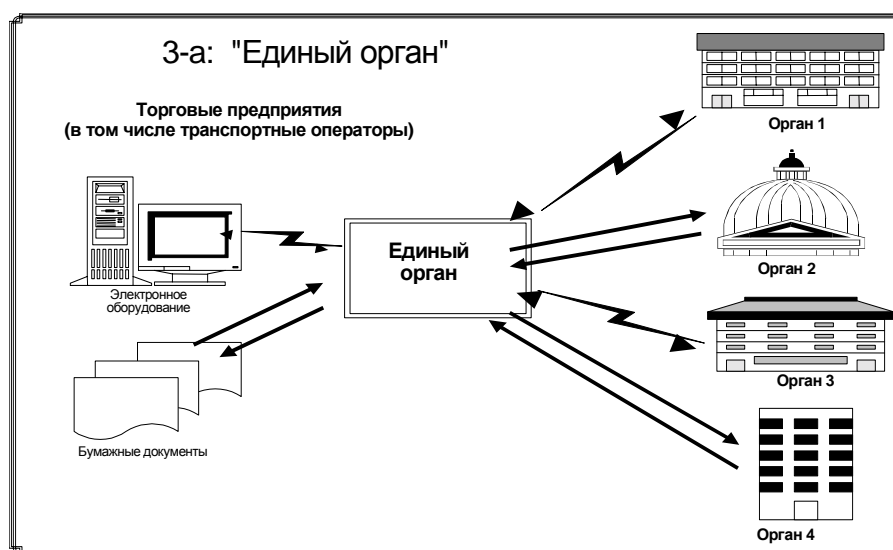 3-а: "Единый орган"
Торговые предприятия
(в том числе транспортные операторы)
Орган 1
Единый
орган
Орган 2
Электронное
оборудование
Орган 3
Бумажные документы
Орган 4